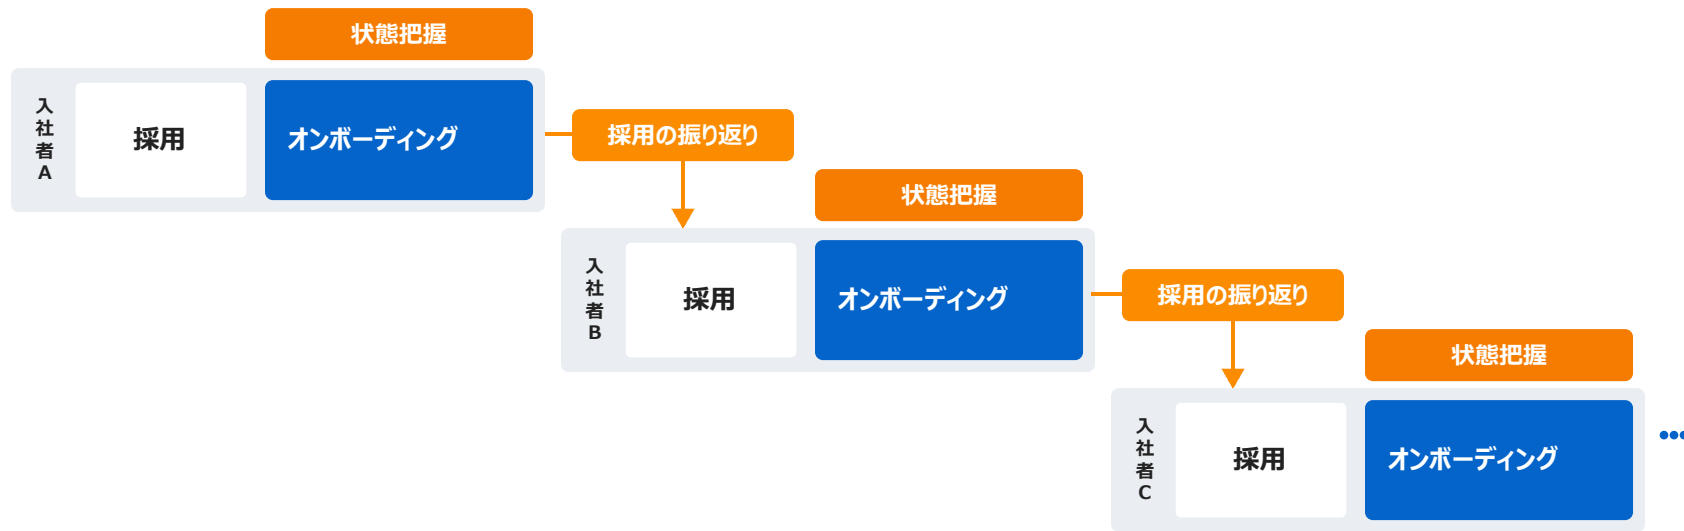 状態把握
入社者A
採用
オンボーディング
採用の振り返り
状態把握
入社者B
採用
オンボーディング
採用の振り返り
状態把握
入社者C
採用
オンボーディング